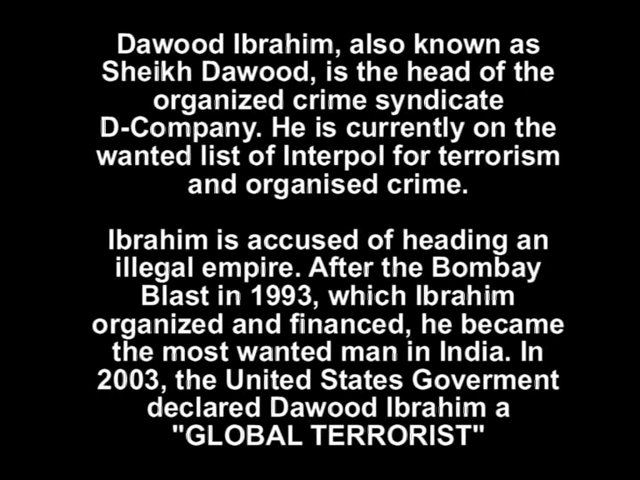 Dawood Ibrahim, also known as
Sheikh Dawood, is the head of the
organized crime syndicate
D-Company. He is currently on the
wanted list of Interpol for terrorism
and organised crime.
Ibrahim is accused of heading an
illegal empire. After the Bombay
Blast in 1993, which Ibrahim
organized and financed, he became
the most wanted man in India. In
2003, the United States Goverment
declared Dawood Ibrahim a
"GLOBAL TERRORIST"